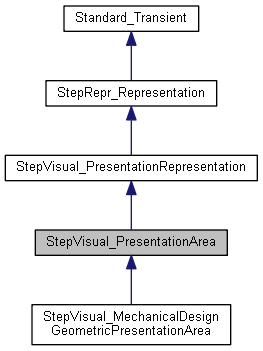 Standard_Transient
StepRepr_Representation
StepVisual_PresentationRepresentation
StepVisual_PresentationArea
StepVisual_MechanicalDesign
GeometricPresentationArea